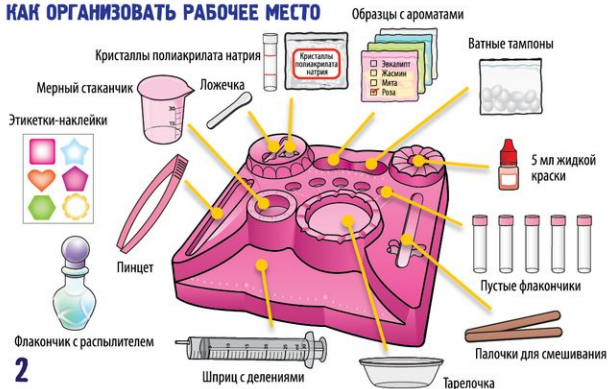 КАК ОРГАНИЗОВАТЬ РАБОЧЕЕ МЕСТО
Образцы с ароматами
Кристаллы полиакрилата натрия
Кристаллы
полиакрилата
натрия
Эвкалипт
Жасмин
Мята
Роза
Ватные тампоны
Мерный стаканчик
Ложечка
Этикетки-наклейки
5 мл жидкой
краски
Пинцет
Пустые флакончики
Флакончик с распылителем
Палочки для смешивания
Шприц с делениями
Тарелочка
2